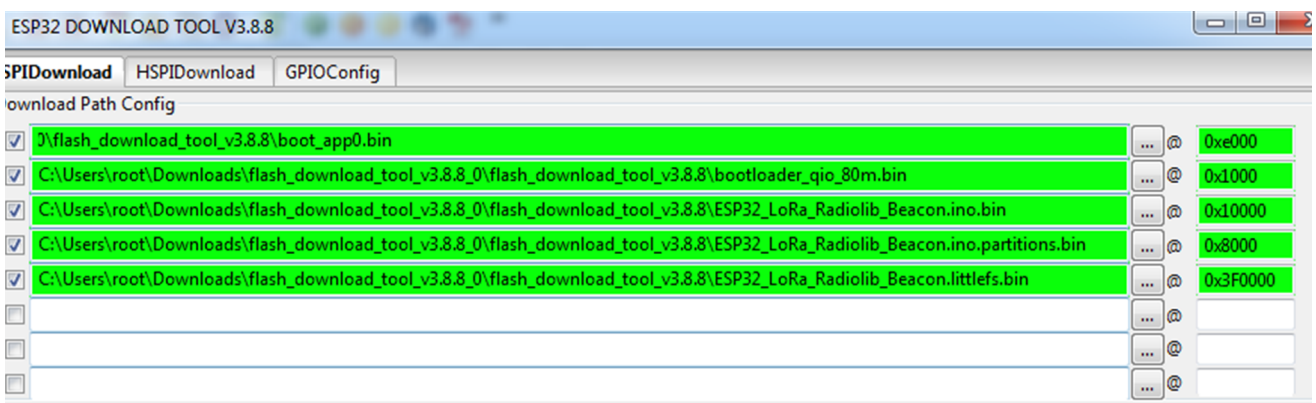 ESP32 DOWNLOAD TOOL V3.8.8
SPIDownload HSPIDownload GPIOConfig
ownload Path Config
0\flash_download_tool_v3.8.8\boot_app0.bin ... @ 0xe000
C:\Users\root\Downloads\flash_download_tool_v3.8.8_0\flash_download_tool_v3.8.8\bootloader_qio_80m.bin ... @ 0x1000
C:\Users\root\Downloads\flash_download_tool_v3.8.8_0\flash_download_tool_v3.8.8\ESP32_LoRa_Radiolib_Beacon.ino.bin ... @ 0x10000
C:\Users\root\Downloads\flash_download_tool_v3.8.8_0\flash_download_tool_v3.8.8\ESP32_LoRa_Radiolib_Beacon.ino.partitions.bin ... @ 0x8000
C:\Users\root\Downloads\flash_download_tool_v3.8.8_0\flash_download_tool_v3.8.8\ESP32_LoRa_Radiolib_Beacon.littlefs.bin ... @ 0x3F0000
... @
... @
... @